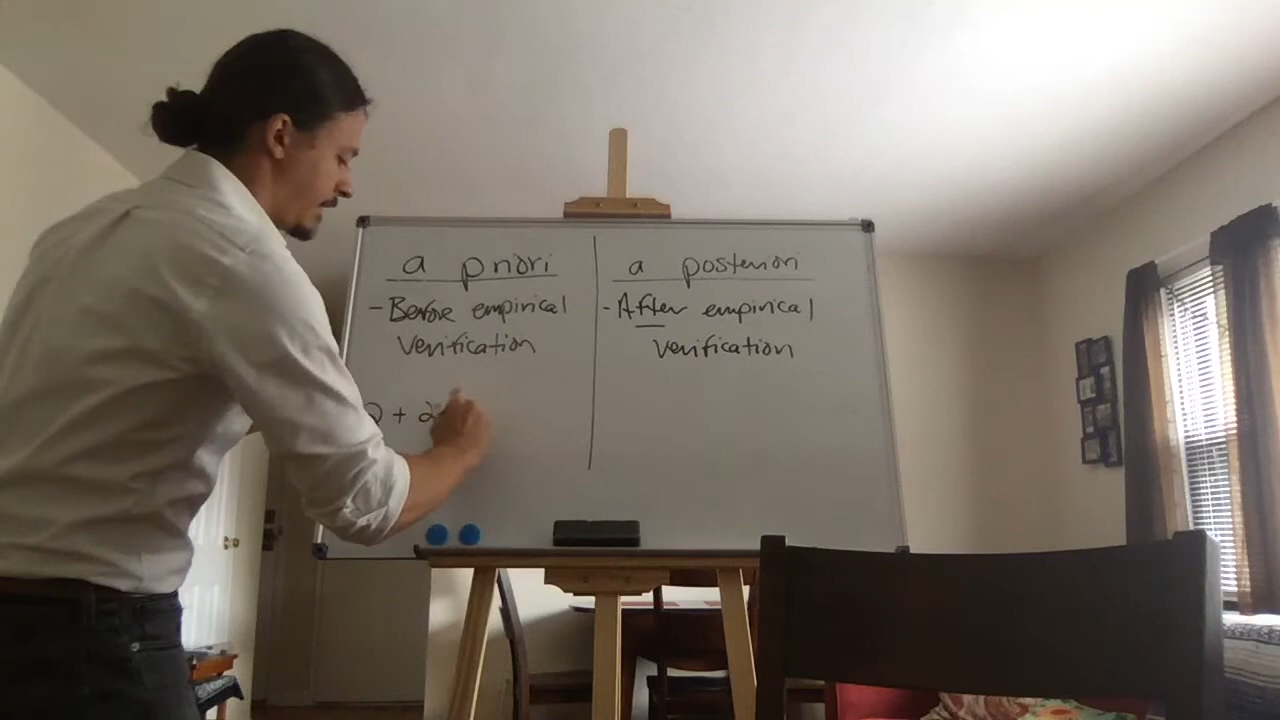 a priori
- Before empirical
verification
2 + 2
a posteriori
- After empirical
verification